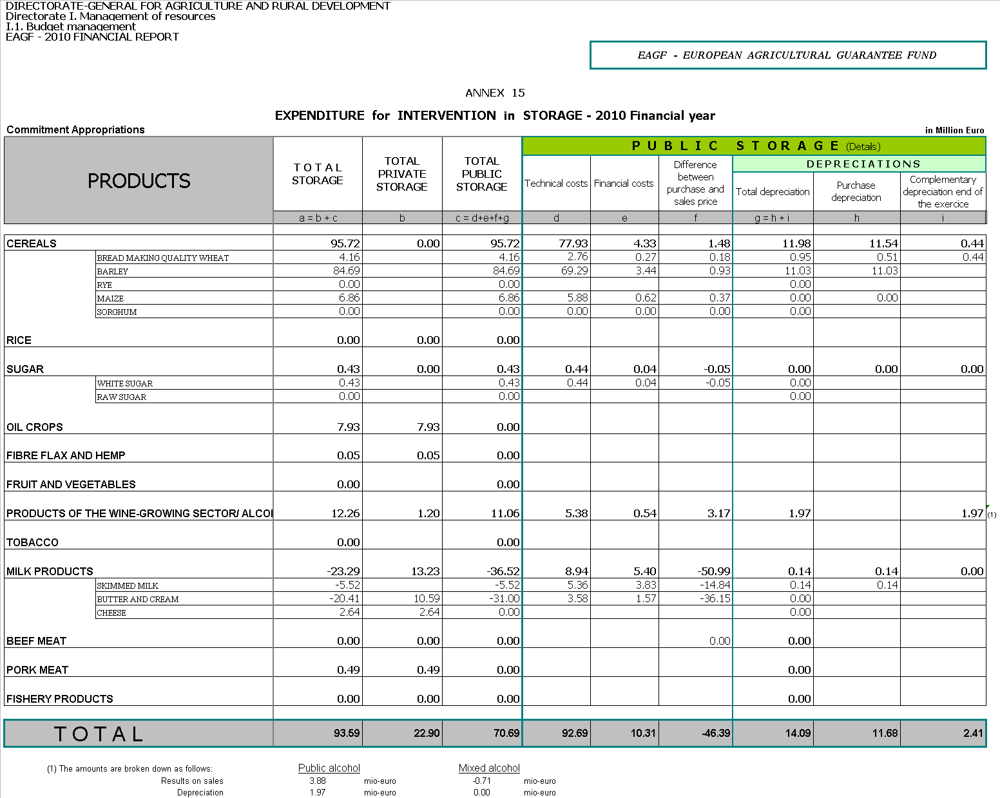 DIRECTORATE-GENERAL FOR AGRICULTURE AND RURAL DEVELOPMENT
Directorate I. Management of resources
I.1. Budget management
EAGF - 2010 FINANCIAL REPORT
EAGF - EUROPEAN AGRICULTURAL GUARANTEE FUND
ANNEX 15
EXPENDITURE for INTERVENTION in STORAGE - 2010 Financial year
Commitment Appropriations in Million Euro
PRODUCTS
T O T A L
STORAGE
TOTAL
PRIVATE
STORAGE
TOTAL
PUBLIC
STORAGE
P U B L I C S T O R A G E (Details)
Technical costs
Financial costs
Difference
between
purchase and
sales price
D E P R E C I A T I O N S
Total depreciation
Purchase
depreciation
Complementary
depreciation end of
the exercice
a = b + c b c = d+e+f+g d e f g = h + i h i
CEREALS 95.72 0.00 95.72 77.93 4.33 1.48 11.98 11.54 0.44
BREAD MAKING QUALITY WHEAT 4.16 4.16 2.76 0.27 0.18 0.95 0.51 0.44
BARLEY 84.69 84.69 69.29 3.44 0.93 11.03 11.03
RYE 0.00 0.00 0.00
MAIZE 6.86 6.86 5.88 0.62 0.37 0.00 0.00
SORGHUM 0.00 0.00 0.00 0.00 0.00 0.00
RICE 0.00 0.00 0.00
SUGAR 0.43 0.00 0.43 0.44 0.04 -0.05 0.00 0.00 0.00
WHITE SUGAR 0.43 0.43 0.44 0.04 -0.05 0.00
RAW SUGAR 0.00 0.00 0.00
OIL CROPS 7.93 7.93 0.00
FIBRE FLAX AND HEMP 0.05 0.05 0.00
FRUIT AND VEGETABLES 0.00 0.00
PRODUCTS OF THE WINE-GROWING SECTOR/ ALCO 12.26 1.20 11.06 5.38 0.54 3.17 1.97 1.97 (1)
TOBACCO 0.00 0.00
MILK PRODUCTS -23.29 13.23 -36.52 8.94 5.40 -50.99 0.14 0.14 0.00
SKIMMED MILK -5.52 -5.52 5.36 3.83 -14.84 0.14 0.14
BUTTER AND CREAM -20.41 10.59 -31.00 3.58 1.57 -36.15 0.00
CHEESE 2.64 2.64 0.00 0.00
BEEF MEAT 0.00 0.00 0.00 0.00 0.00
PORK MEAT 0.49 0.49 0.00 0.00
FISHERY PRODUCTS 0.00 0.00 0.00 0.00
T O T A L 93.59 22.90 70.69 92.69 10.31 -46.39 14.09 11.68 2.41
(1) The amounts are broken down as follows: Public alcohol Mixed alcohol
Results on sales 3.88 mio-euro -0.71 mio-euro
Depreciation 1.97 mio-euro 0.00 mio-euro